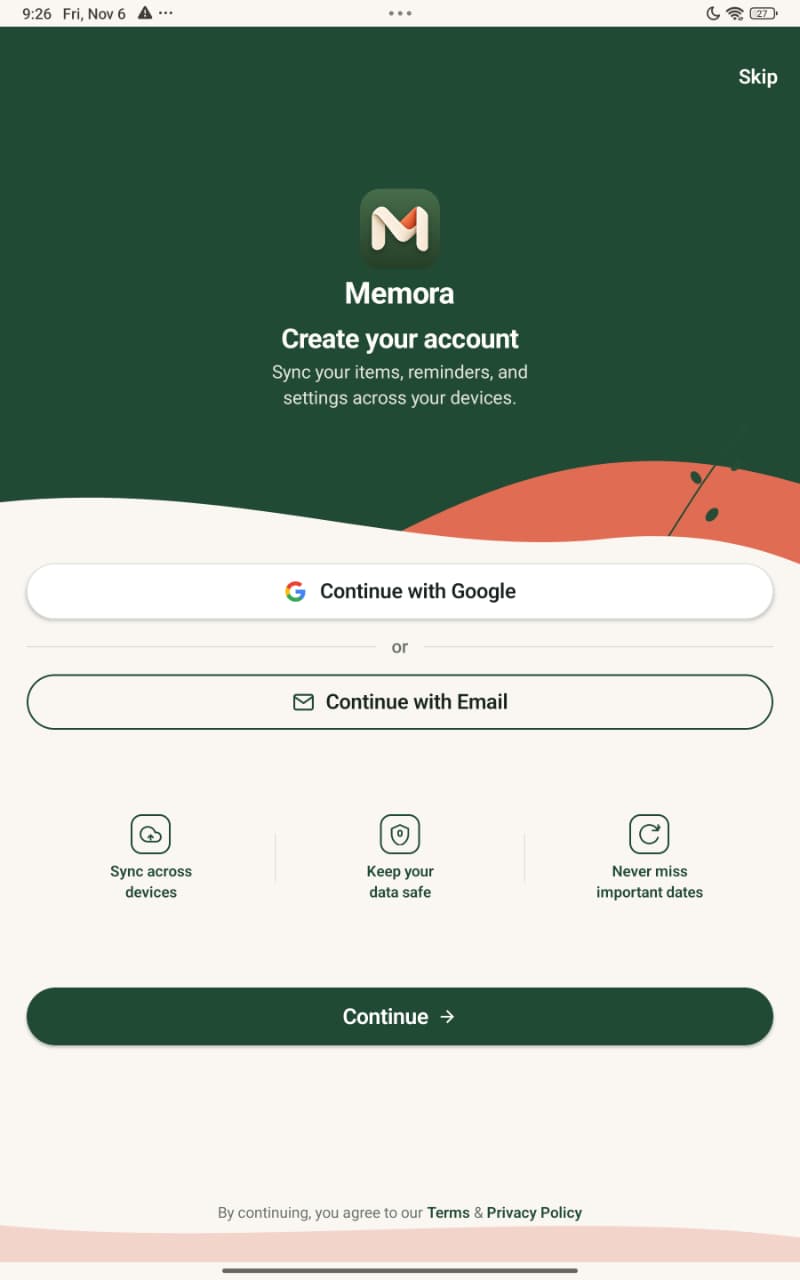 9:26 Fri, Nov 6
27
Skip
Memora
Create your account
Sync your items, reminders, and
settings across your devices.
Continue with Google
or
Continue with Email
Sync across
devices
Keep your
data safe
Never miss
important dates
Continue →
By continuing, you agree to our Terms & Privacy Policy